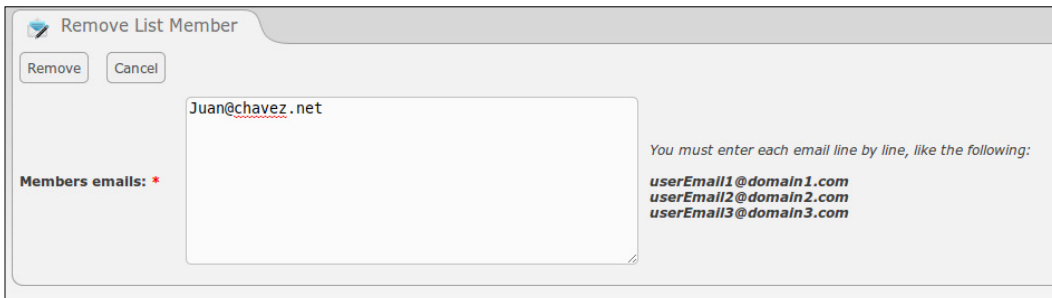 Remove List Member
Remove Cancel
Juan@chavez.net
Members emails: *
You must enter each email line by line, like the following:
userEmail1@domain1.com
userEmail2@domain2.com
userEmail3@domain3.com